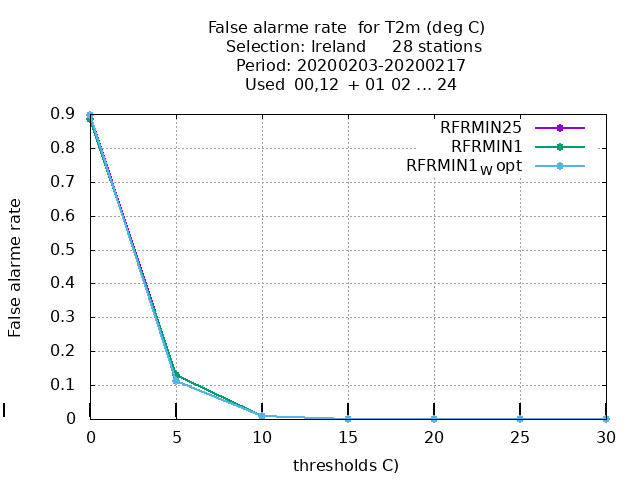 False alarme rate  for T2m (deg C)
Selection: Ireland     28 stations
Period: 20200203-20200217
Used  00,12  + 01 02 ... 24
RFRMIN25
RFRMIN1
RFRMIN1W opt
False alarme rate
0.9
0.8
0.7
0.6
0.5
0.4
0.3
0.2
0.1
0
0 5 10 15 20 25 30
thresholds C)